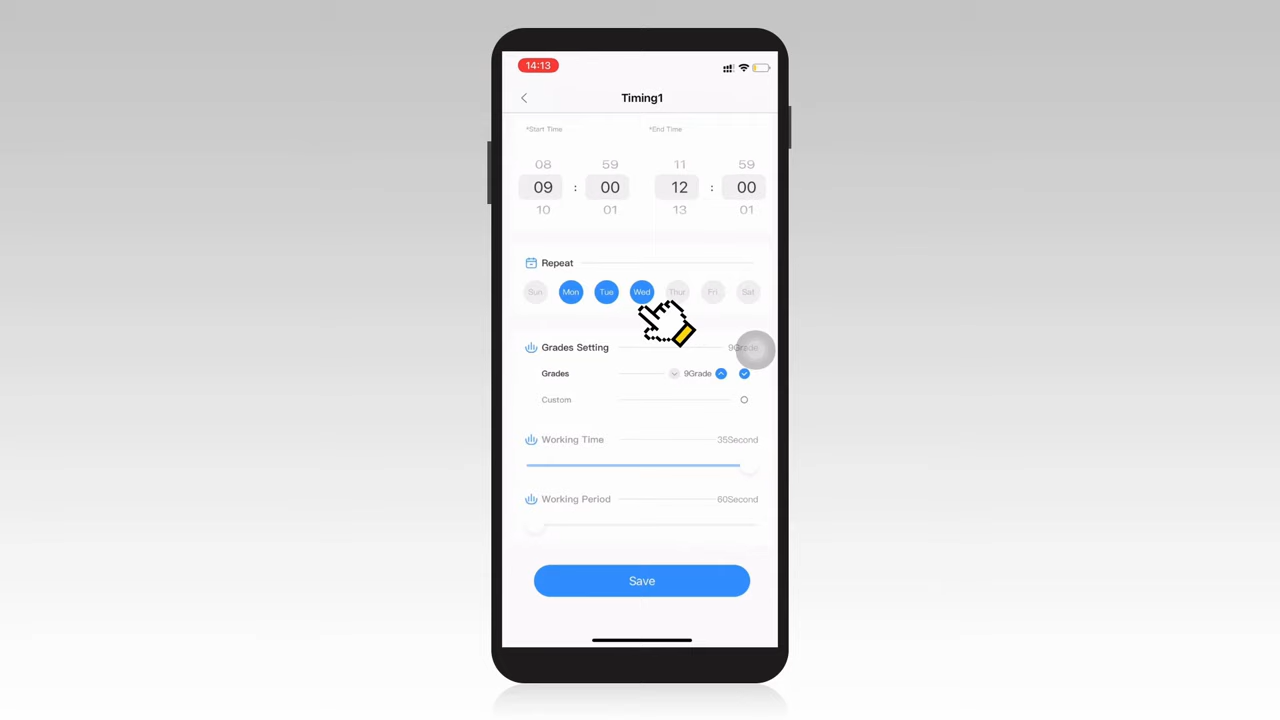 14:13
Timing1
*Start Time *End Time
08 59 11 59
09 : 00 12 : 00
10 01 13 01
Repeat
Sun Mon Tue Wed Thur Fri Sat
Grades Setting 9Grade
Grades 9Grade
Custom
Working Time 35Second
Working Period 60Second
Save